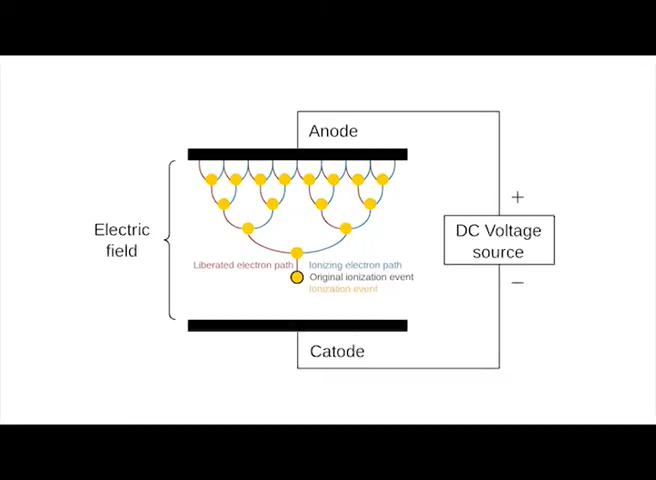 Anode
+
Electric
field
DC Voltage
source
Liberated electron path
Ionizing electron path
Original ionization event
Ionization event
−
Catode